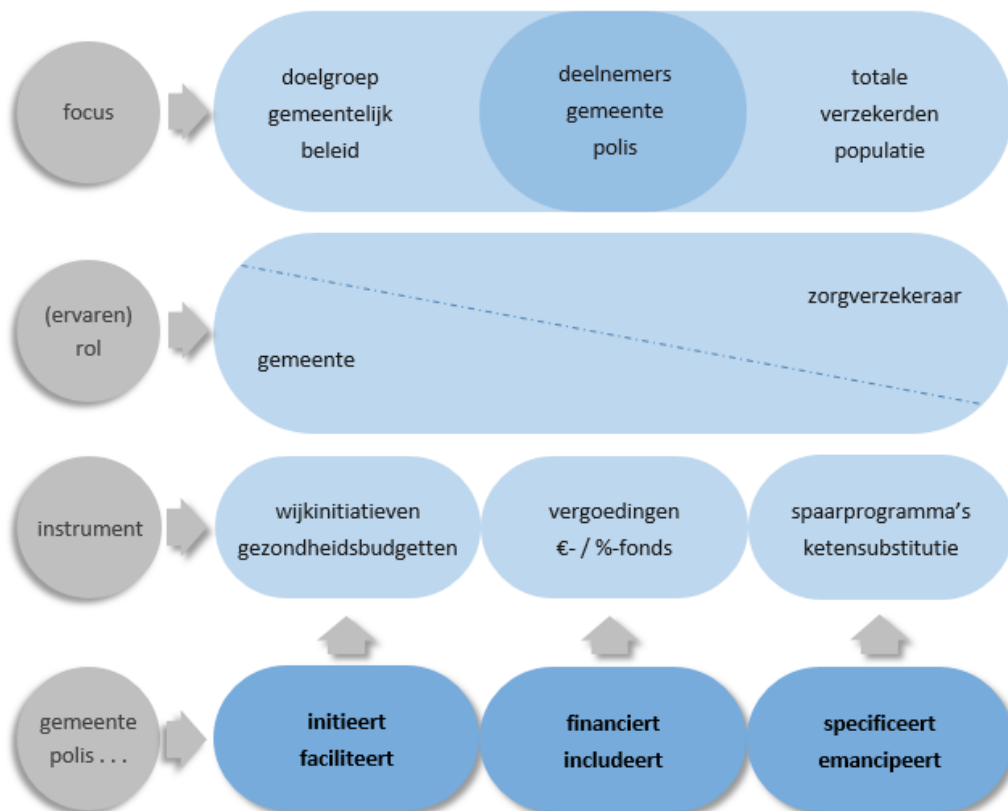 focus
doelgroep
gemeentelijk
beleid
deelnemers
gemeente
polis
totale
verzekerden
populatie
(ervaren)
rol
zorgverzekeraar
gemeente
instrument
wijkinitiatieven
gezondheidsbudgetten
vergoedingen
€- / %-fonds
spaarprogramma's
ketensubstitutie
gemeente
polis . . .
initieert
faciliteert
financiert
includeert
specificeert
emancipeert